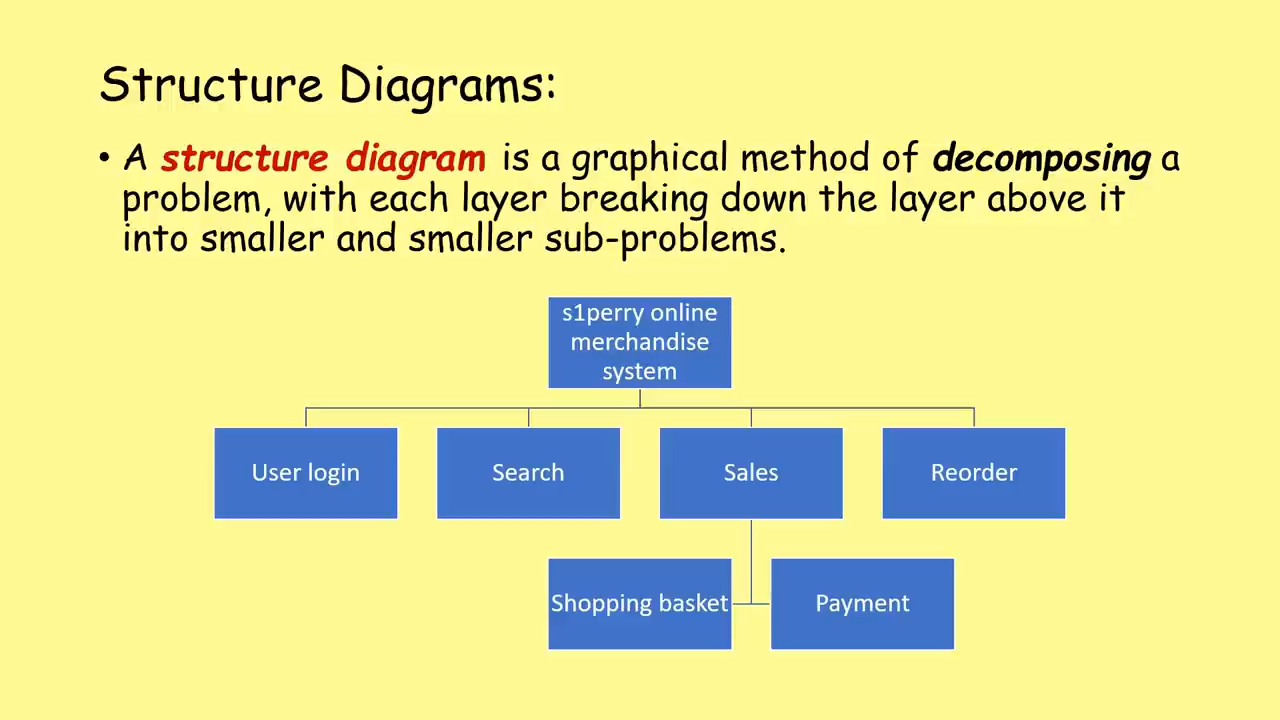 Structure Diagrams:
• A structure diagram is a graphical method of decomposing a
problem, with each layer breaking down the layer above it
into smaller and smaller sub-problems.
s1perry online
merchandise
system
User login
Search
Sales
Reorder
Shopping basket
Payment